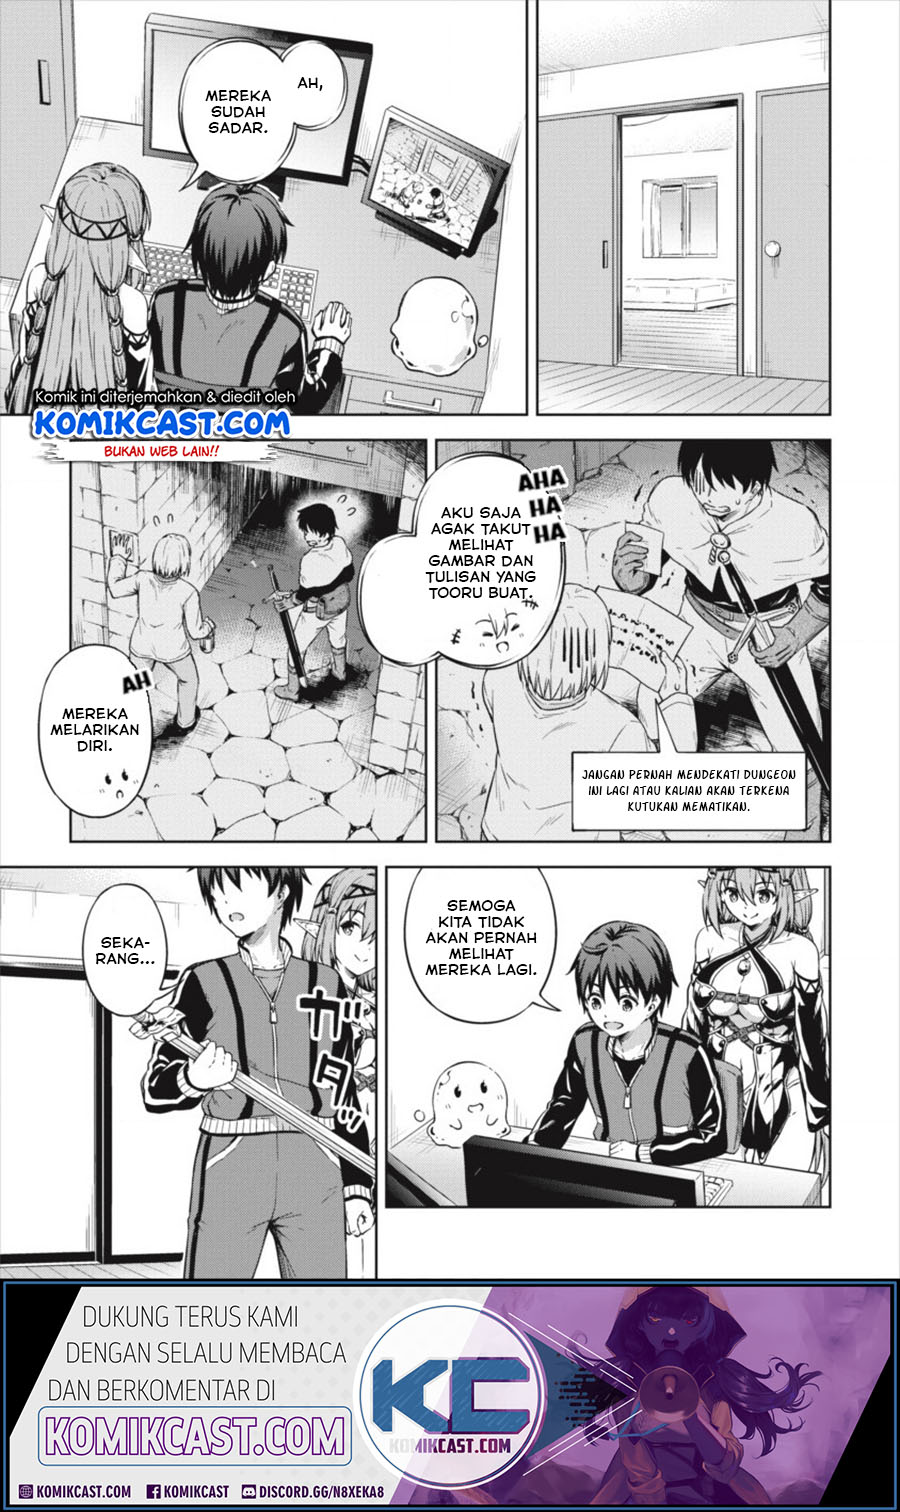 AH,
MEREKA
SUDAH
SADAR.
Komik ini diterjemahkan & diedit oleh
KOMIKCAST.COM
BUKAN WEB LAIN!!
AHA
HA
HA
AKU SAJA
AGAK TAKUT
MELIHAT
GAMBAR DAN
TULISAN YANG
TOORU BUAT.
JANGAN PERNAH MENDEKATI DUNGEON
INI LAGI ATAU KALIAN AKAN TERKENA
KUTUKAN MEMATIKAN.
AH
MEREKA
MELARIKAN
DIRI.
SEMOGA
KITA TIDAK
AKAN PERNAH
MELIHAT
MEREKA LAGI.
SEKA-
RANG...
ガタッ
DUKUNG TERUS KAMI
DENGAN SELALU MEMBACA
DAN BERKOMENTAR DI
KOMIKCAST.COM
KC
KOMIKCAST.COM
KOMIKCAST.COM KOMIKCAST DISCORD.GG/N8XEKA8